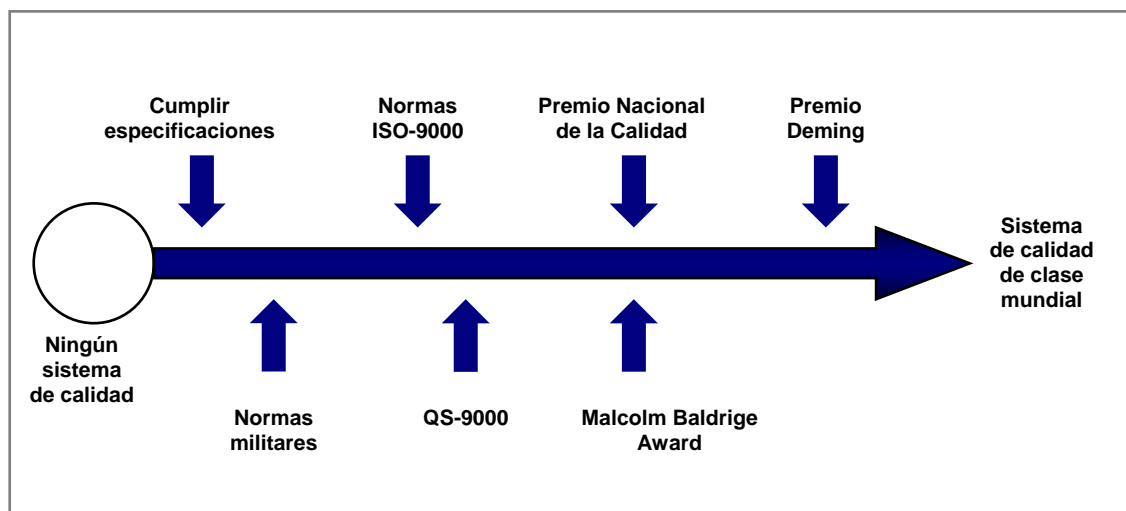 Cumplir
especificaciones
Normas
ISO-9000
Premio Nacional
de la Calidad
Premio
Deming
Sistema
de calidad
de clase
mundial
Ningún
sistema
de calidad
Normas
militares
QS-9000
Malcolm Baldrige
Award